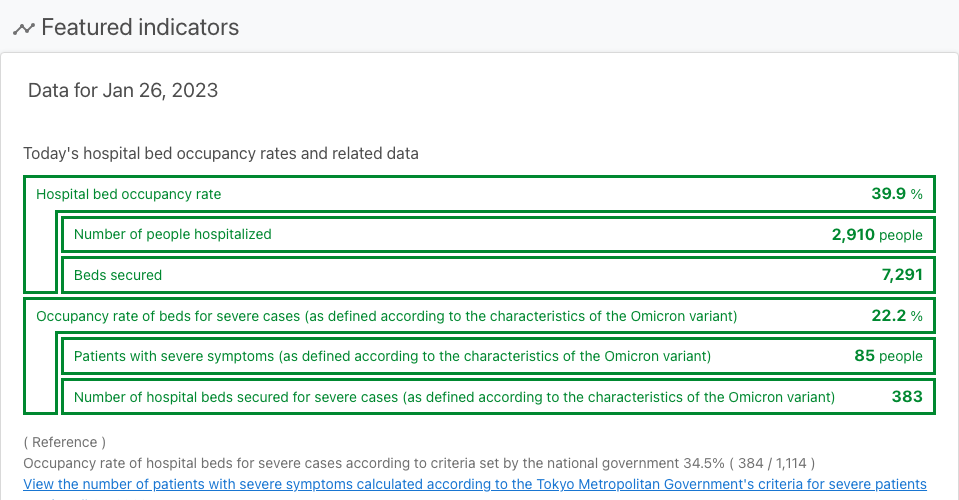 Featured indicators
Data for Jan 26, 2023
Today's hospital bed occupancy rates and related data
Hospital bed occupancy rate 39.9 %
Number of people hospitalized 2,910 people
Beds secured 7,291
Occupancy rate of beds for severe cases (as defined according to the characteristics of the Omicron variant) 22.2 %
Patients with severe symptoms (as defined according to the characteristics of the Omicron variant) 85 people
Number of hospital beds secured for severe cases (as defined according to the characteristics of the Omicron variant) 383
( Reference )
Occupancy rate of hospital beds for severe cases according to criteria set by the national government 34.5% ( 384 / 1,114 )
View the number of patients with severe symptoms calculated according to the Tokyo Metropolitan Government's criteria for severe patients